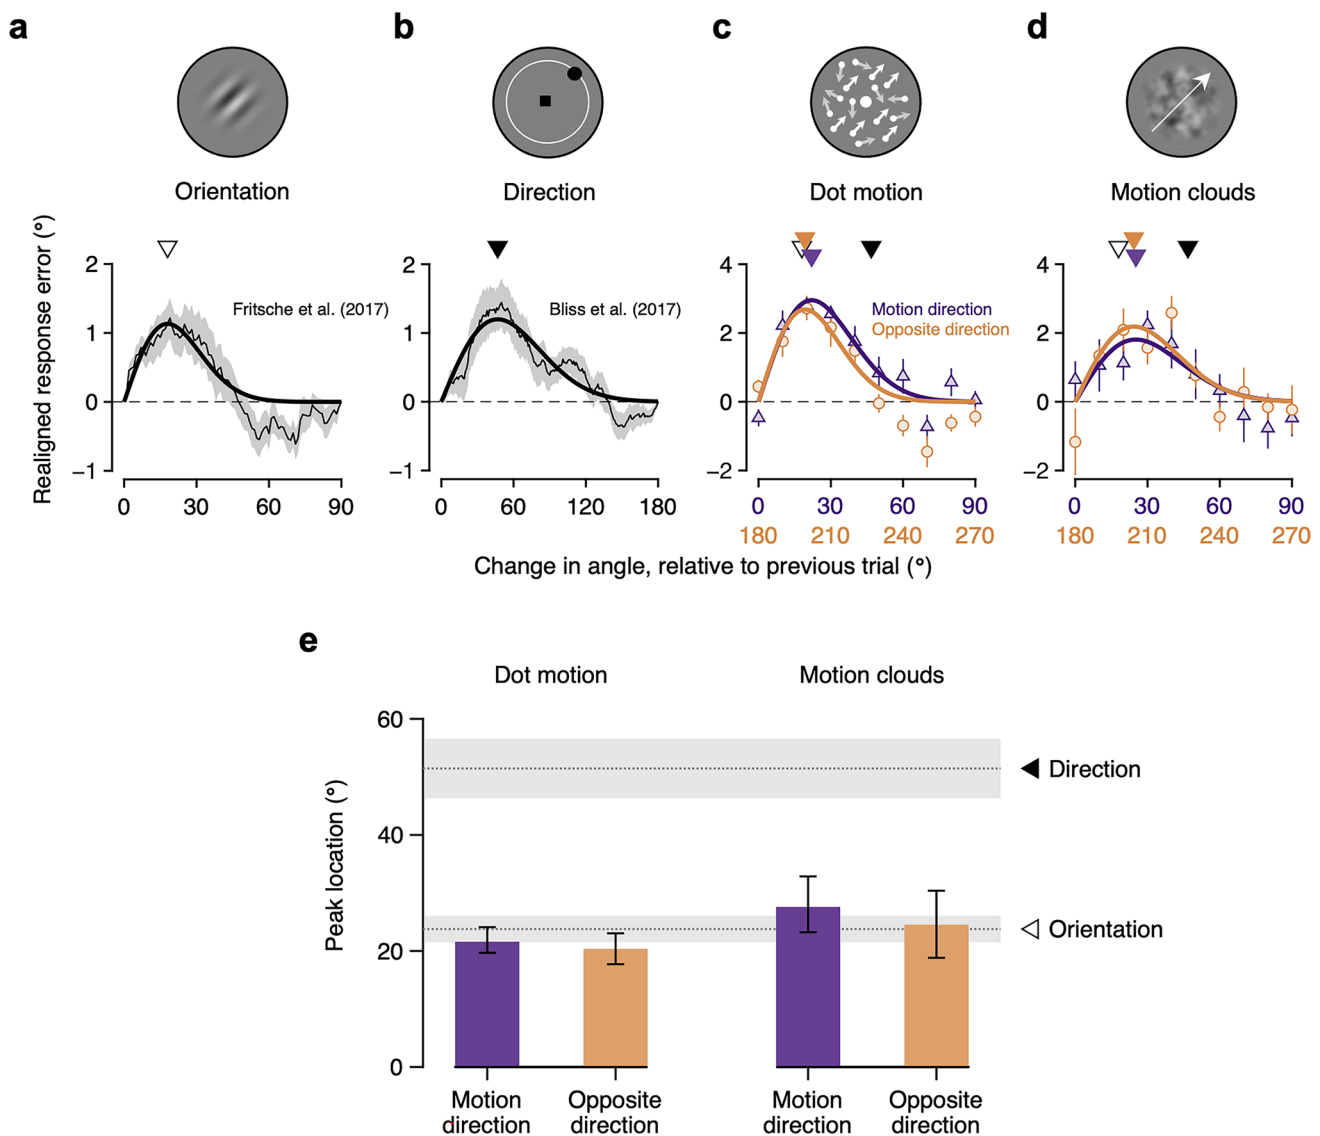 a
b
c
d
Orientation
Direction
Dot motion
Motion clouds
Realigned response error (°)
2
1
0
−1
Fritsche et al. (2017)
0 30 60 90
2
1
0
−1
Bliss et al. (2017)
0 60 120 180
4
2
0
−2
Motion direction
Opposite direction
0 30 60 90
180 210 240 270
4
2
0
−2
0 30 60 90
180 210 240 270
Change in angle, relative to previous trial (°)
e
Dot motion
Motion clouds
Peak location (°)
60
40
20
0
Direction
Orientation
Motion
direction
Opposite
direction
Motion
direction
Opposite
direction